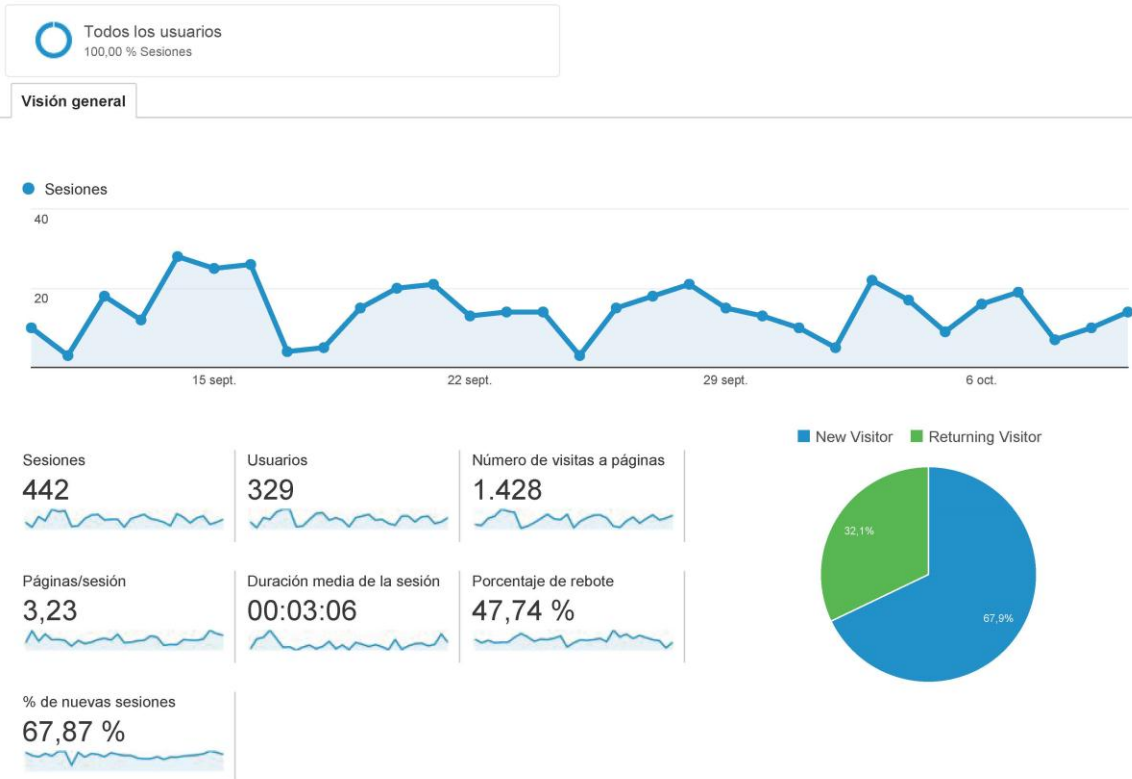 Todos los usuarios
100,00 % Sesiones
Visión general
Sesiones
40
20
15 sept.
22 sept.
29 sept.
6 oct.
New Visitor
Returning Visitor
Sesiones
442
Usuarios
329
Número de visitas a páginas
1.428
Páginas/sesión
3,23
Duración media de la sesión
00:03:06
Porcentaje de rebote
47,74 %
% de nuevas sesiones
67,87 %
32,1%
67,9%